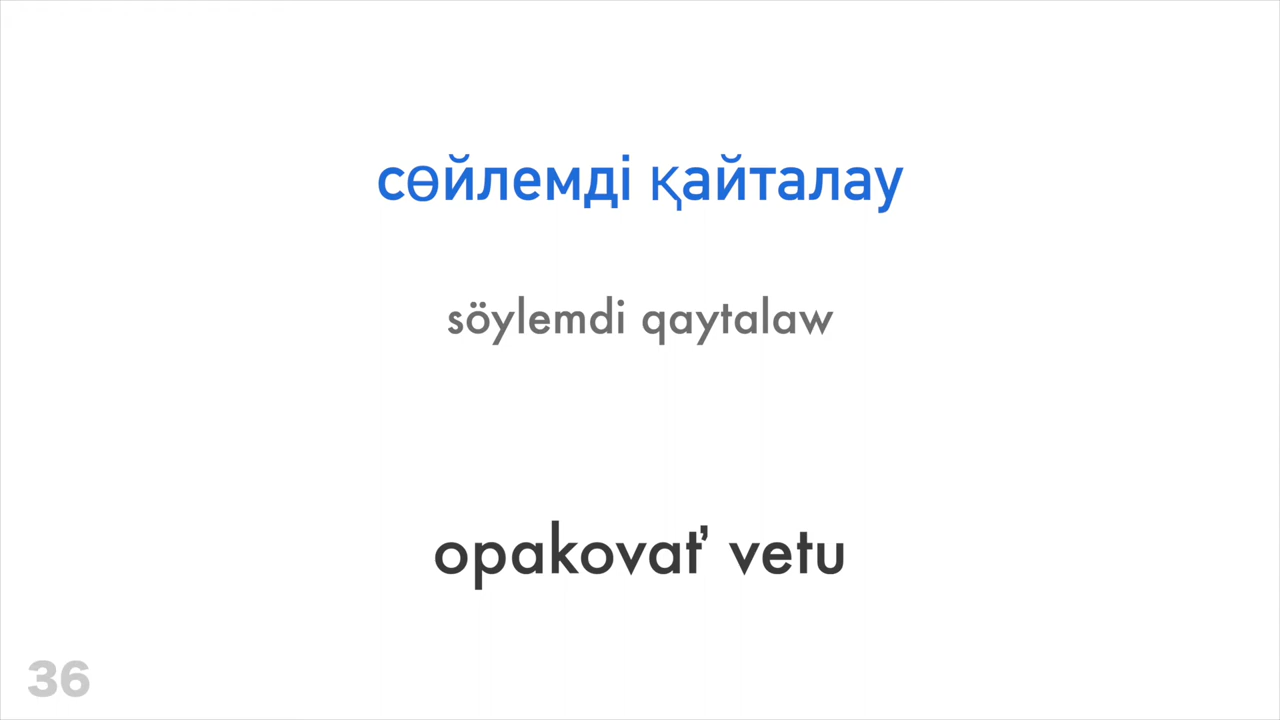 сөйлемді қайталау
söylemdi qaytalaw
opakovať vetu
36